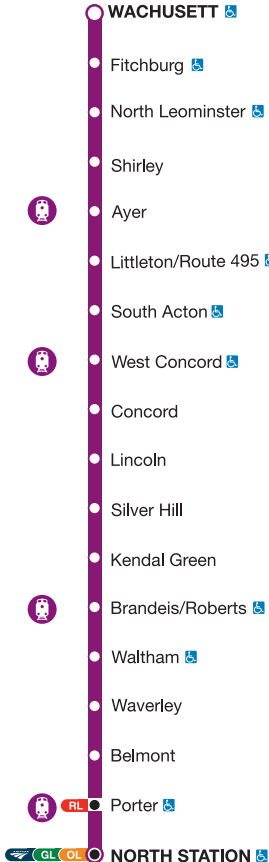 WACHUSETT
Fitchburg
North Leominster
Shirley
Ayer
Littleton/Route 495
South Acton
West Concord
Concord
Lincoln
Silver Hill
Kendal Green
Brandeis/Roberts
Waltham
Waverley
Belmont
RL Porter
GL OL NORTH STATION